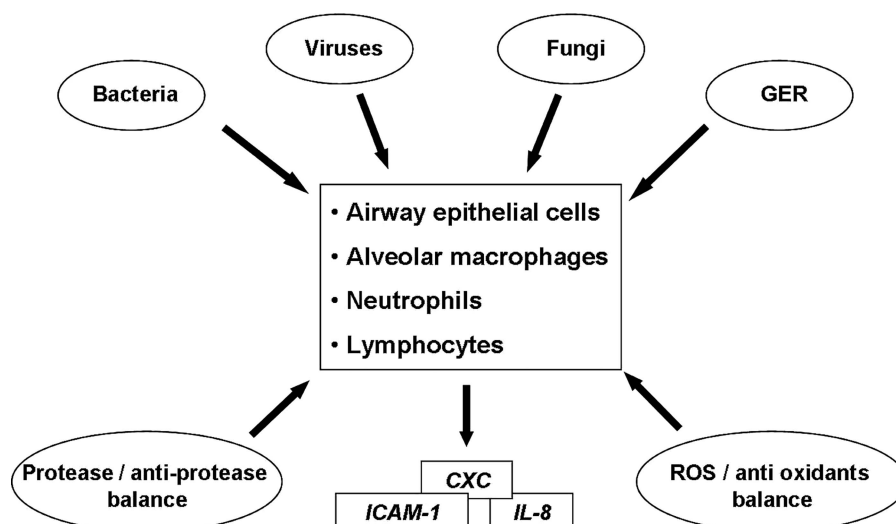 Viruses
Fungi
Bacteria
GER
• Airway epithelial cells
• Alveolar macrophages
• Neutrophils
• Lymphocytes
Protease / anti-protease
balance
ROS / anti oxidants
balance
CXC
ICAM-1
IL-8